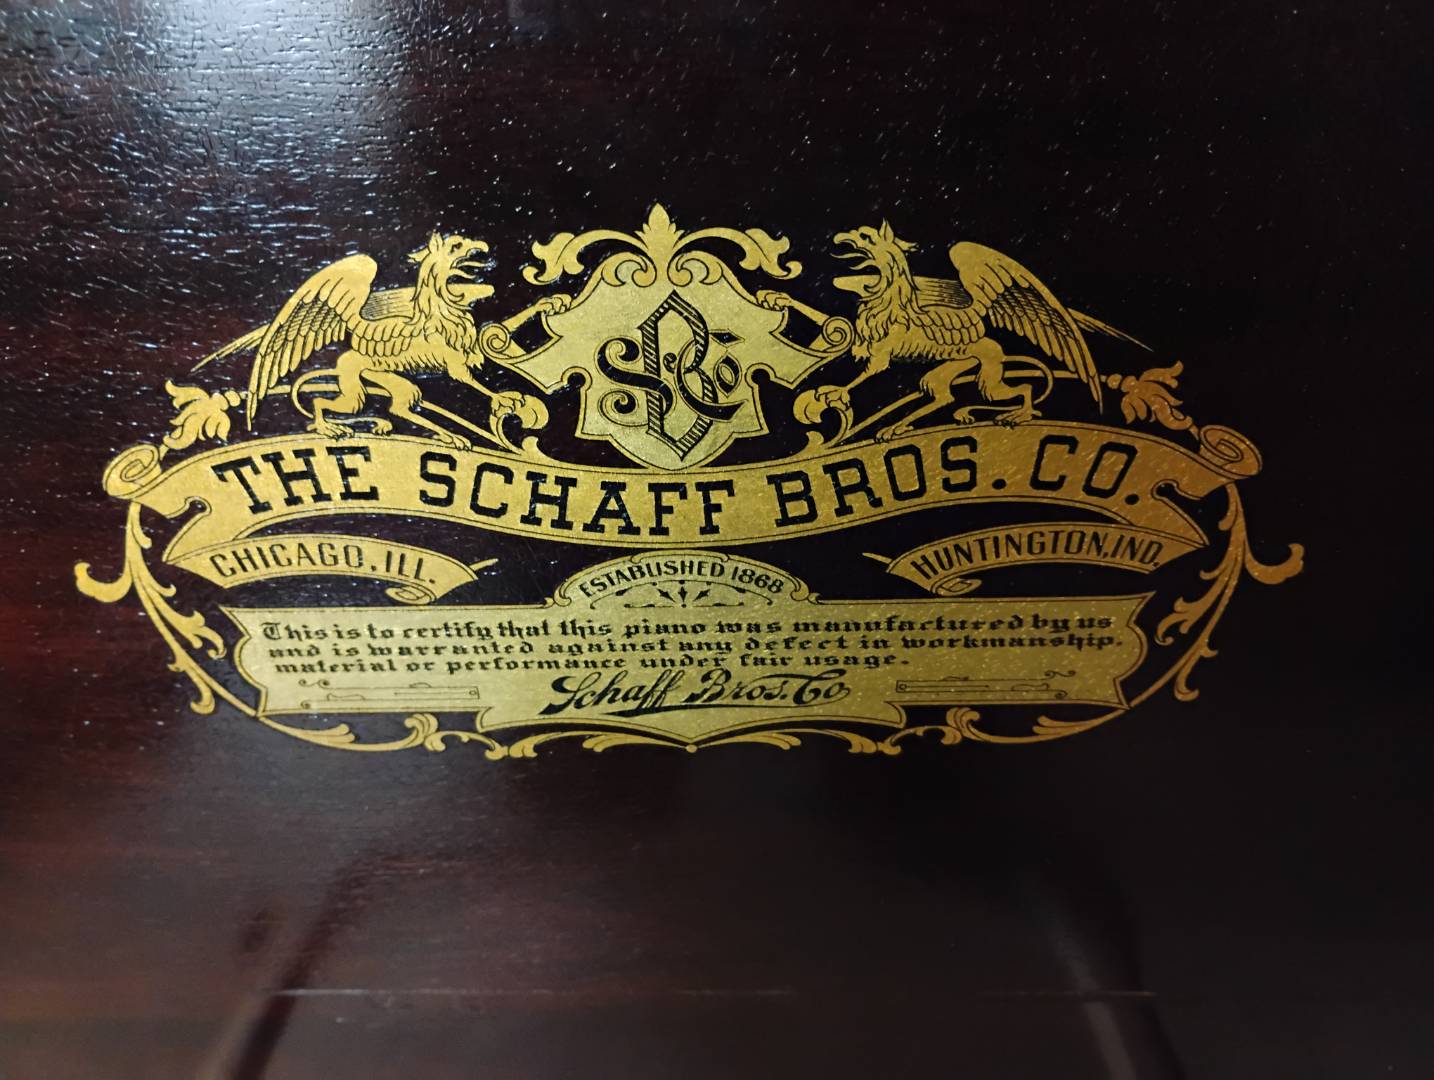 SBCo
THE SCHAFF BROS. CO.
CHICAGO, ILL.
HUNTINGTON, IND.
ESTABLISHED 1868
This is to certify that this piano was manufactured by us
and is warranted against any defect in workmanship.
material or performance under fair usage.
Schaff Bros. Co